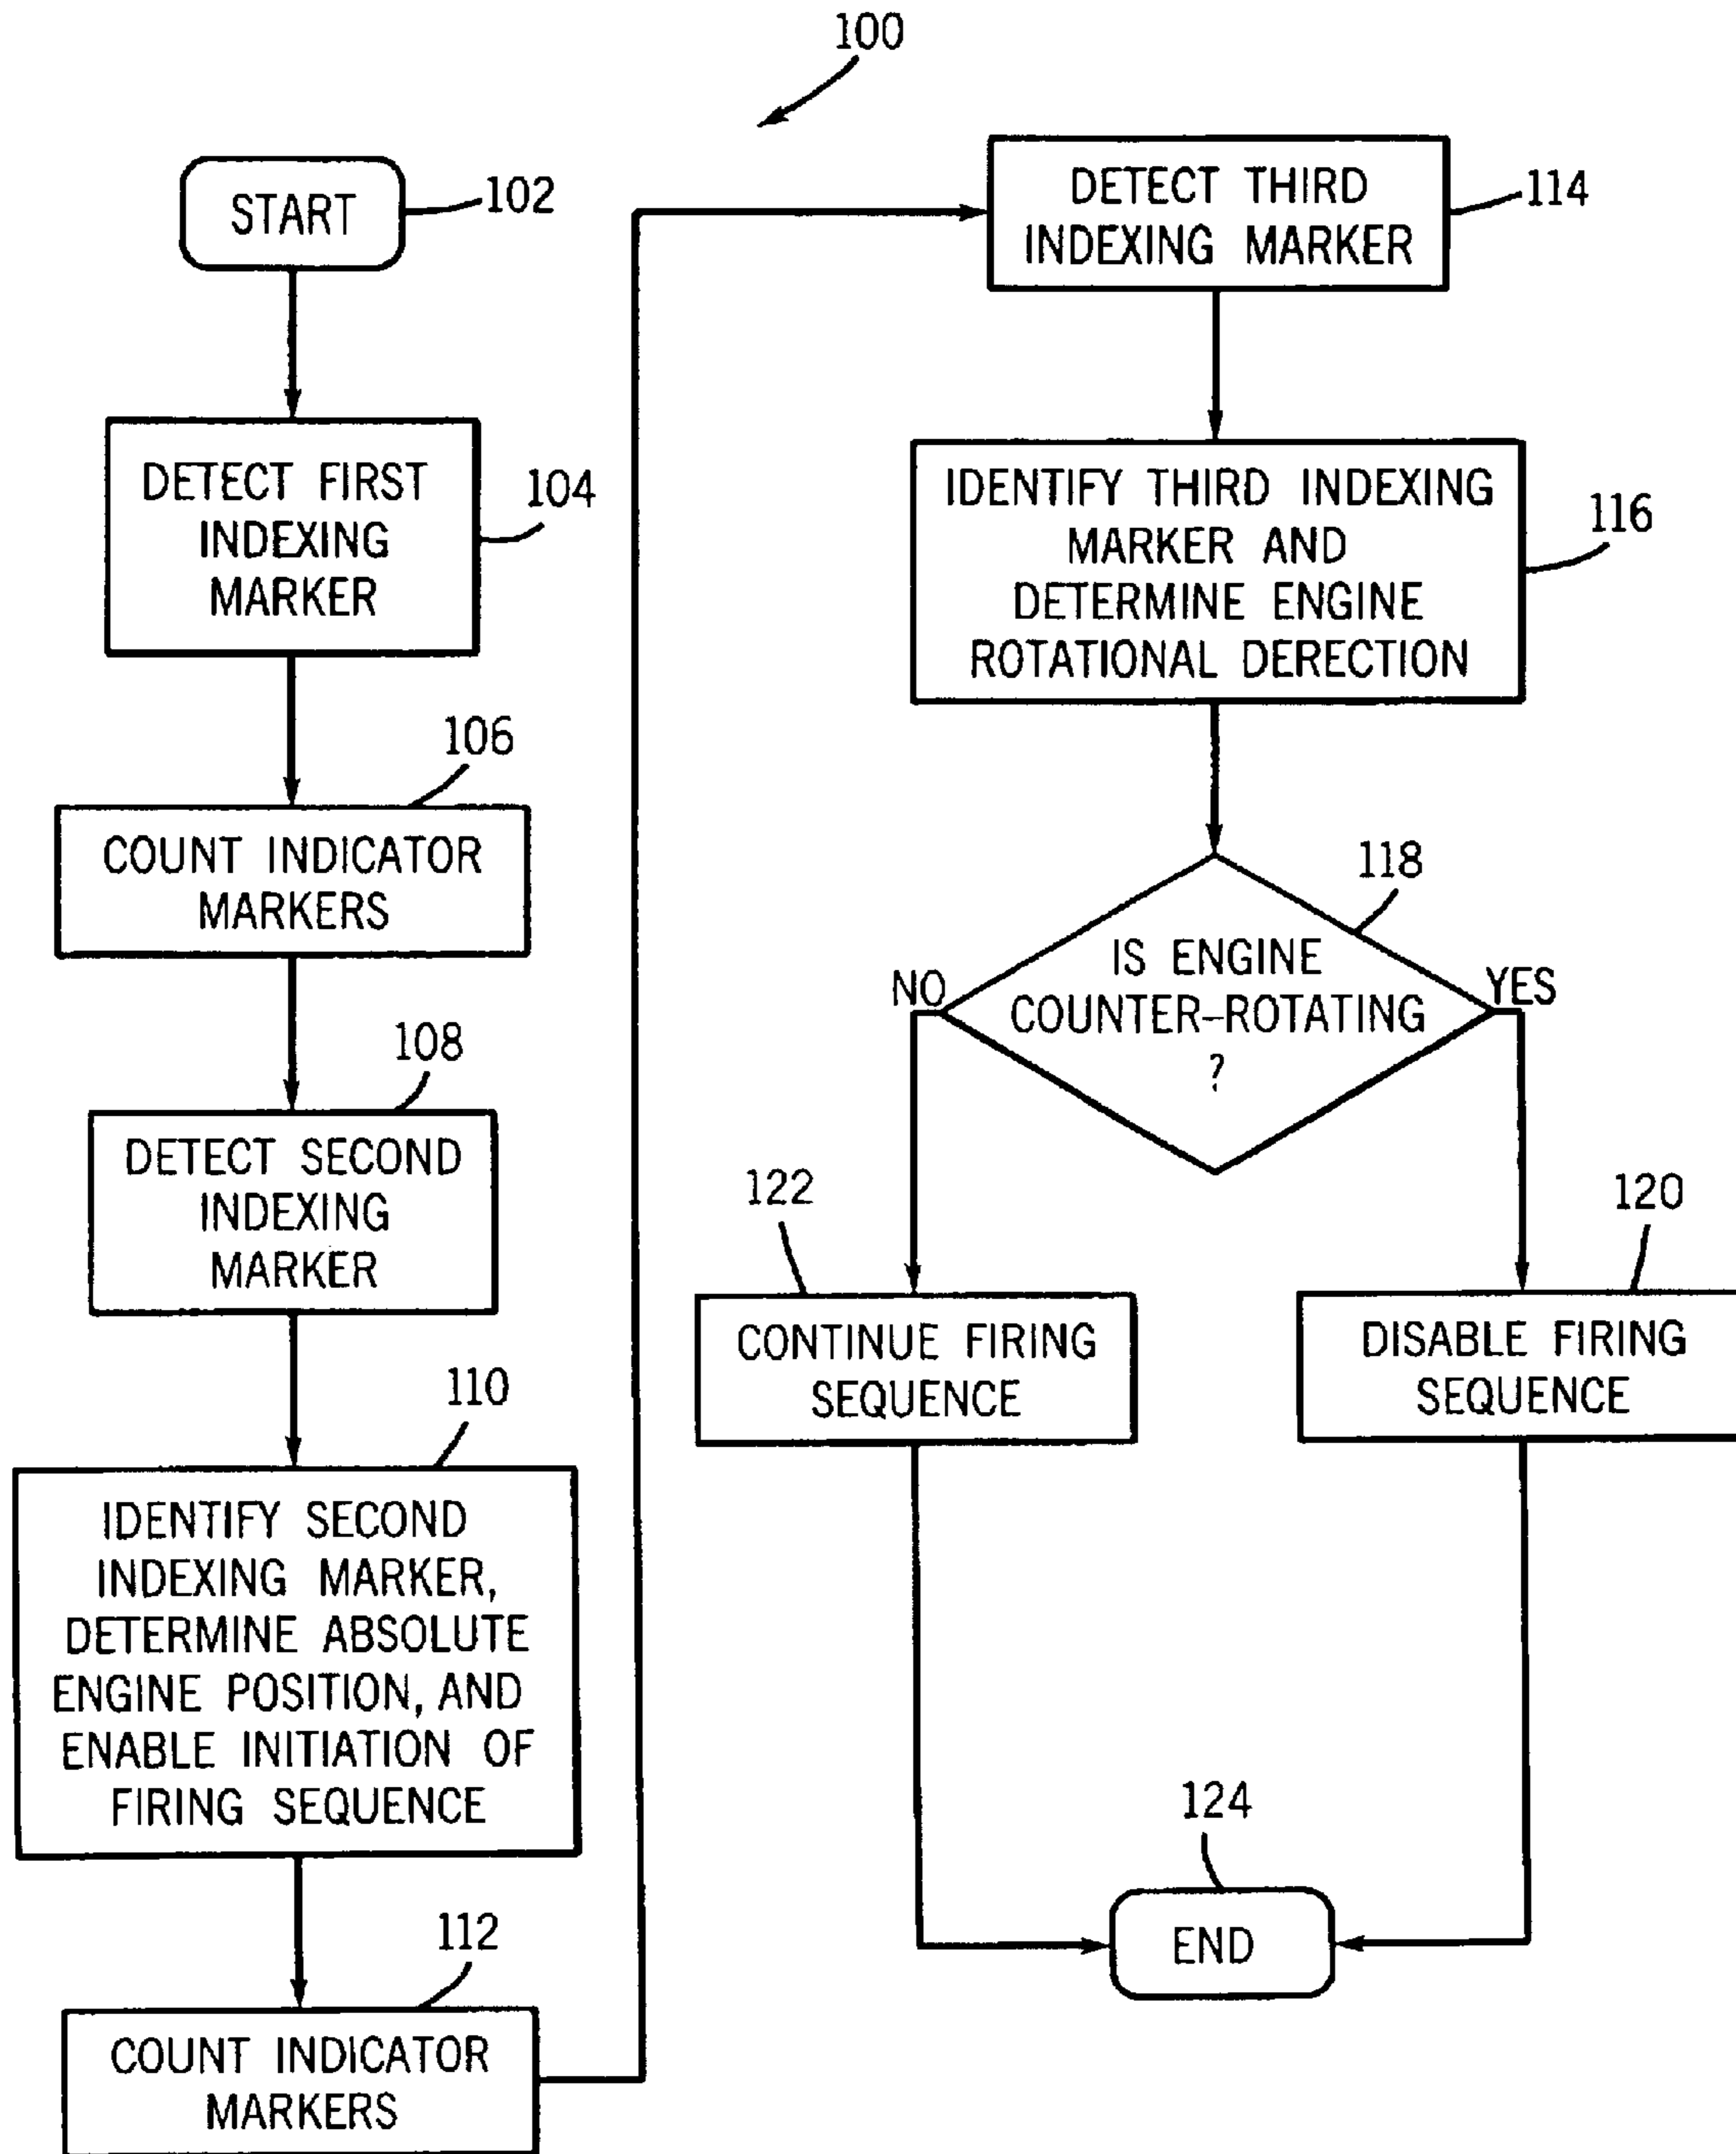 100
START
102
DETECT FIRST
INDEXING
MARKER
104
106
COUNT INDICATOR
MARKERS
108
DETECT SECOND
INDEXING
MARKER
110
IDENTIFY SECOND
INDEXING MARKER,
DETERMINE ABSOLUTE
ENGINE POSITION, AND
ENABLE INITIATION OF
FIRING SEQUENCE
112
COUNT INDICATOR
MARKERS
DETECT THIRD
INDEXING MARKER
114
IDENTIFY THIRD INDEXING
MARKER AND
DETERMINE ENGINE
ROTATIONAL DERECTION
116
118
IS ENGINE
COUNTER-ROTATING
?
NO
YES
122
CONTINUE FIRING
SEQUENCE
120
DISABLE FIRING
SEQUENCE
124
END